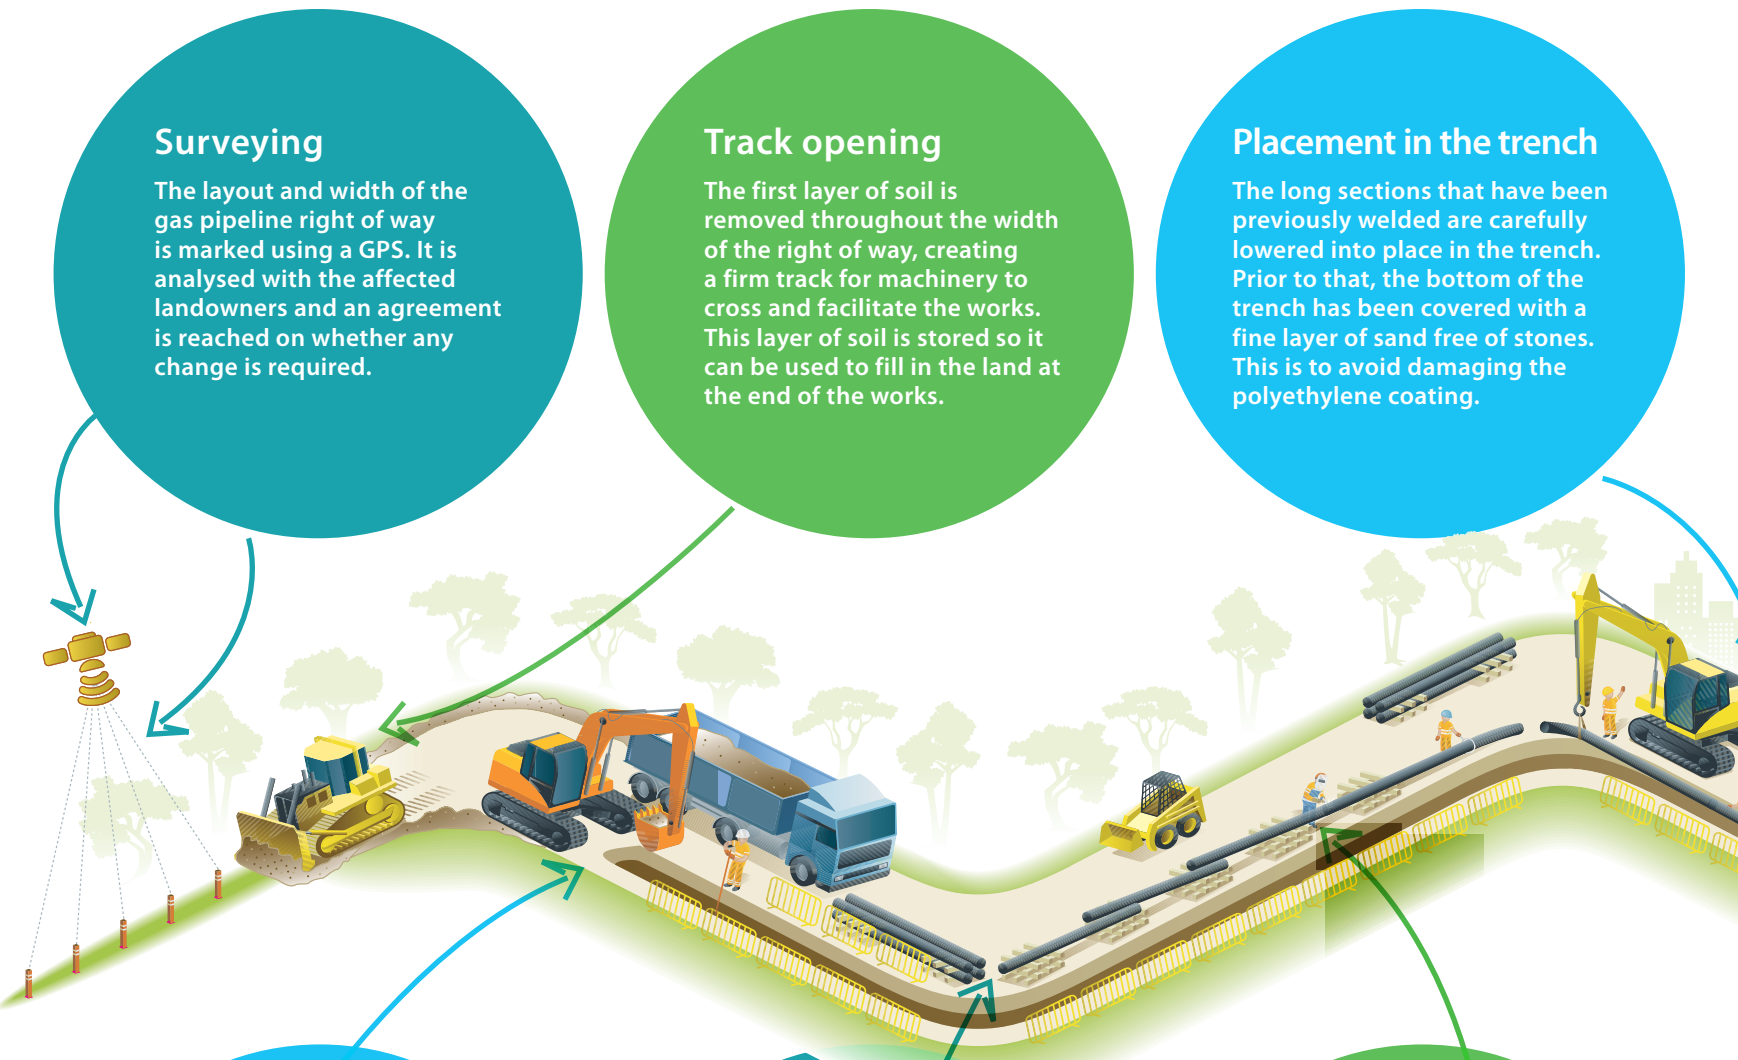 Surveying
The layout and width of the
gas pipeline right of way
is marked using a GPS. It is
analysed with the affected
landowners and an agreement
is reached on whether any
change is required.
Track opening
The first layer of soil is
removed throughout the width
of the right of way, creating
a firm track for machinery to
cross and facilitate the works.
This layer of soil is stored so it
can be used to fill in the land at
the end of the works.
Placement in the trench
The long sections that have been
previously welded are carefully
lowered into place in the trench.
Prior to that, the bottom of the
trench has been covered with a
fine layer of sand free of stones.
This is to avoid damaging the
polyethylene coating.